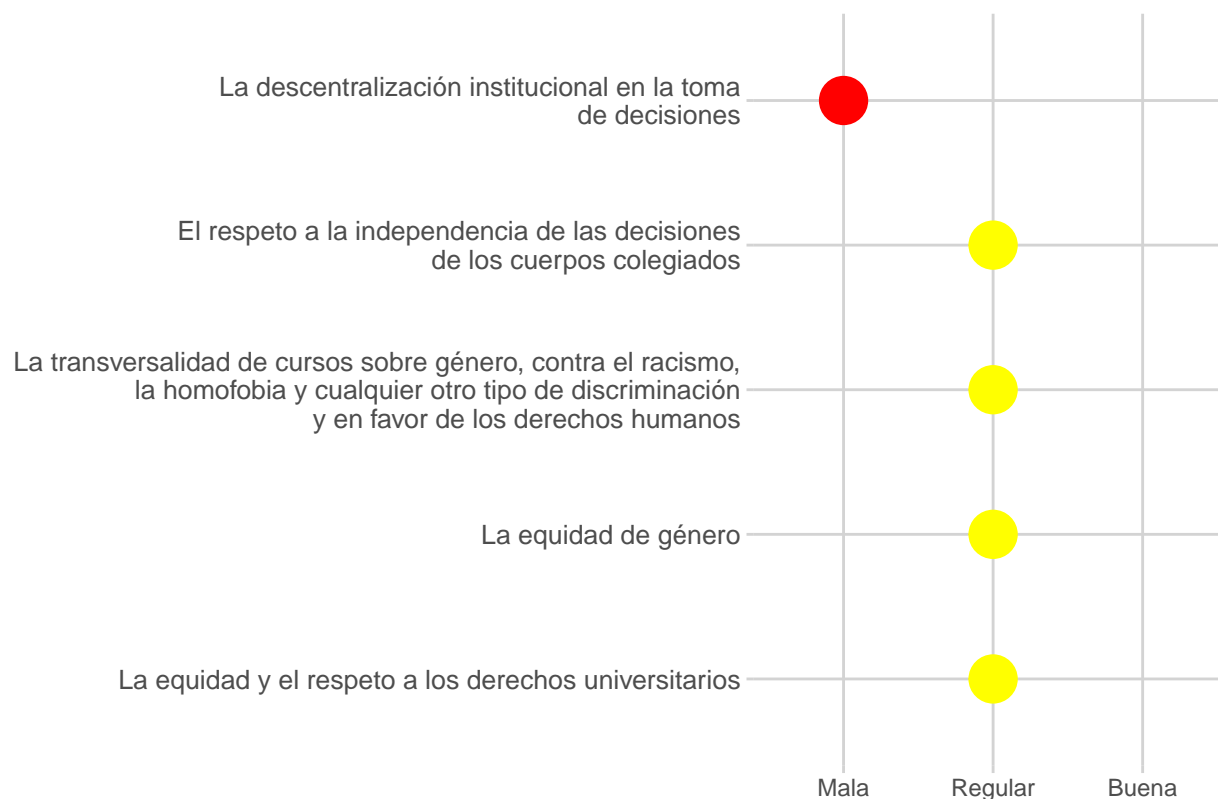 La descentralización institucional en la toma
de decisiones
El respeto a la independencia de las decisiones
de los cuerpos colegiados
La transversalidad de cursos sobre género, contra el racismo,
la homofobia y cualquier otro tipo de discriminación
y en favor de los derechos humanos
La equidad de género
La equidad y el respeto a los derechos universitarios
Mala Regular Buena